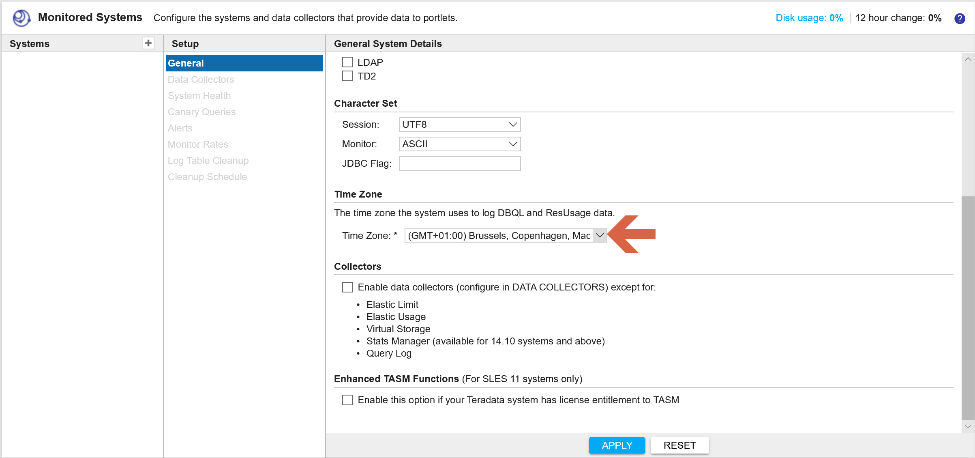 Monitored Systems Configure the systems and data collectors that provide data to portlets. Disk usage: 0% 12 hour change: 0% ?
Systems +
Setup
General
Data Collectors
System Health
Canary Queries
Alerts
Monitor Rates
Log Table Cleanup
Cleanup Schedule
General System Details
LDAP
TD2
Character Set
Session: UTF8
Monitor: ASCII
JDBC Flag:
Time Zone
The time zone the system uses to log DBQL and ResUsage data.
Time Zone: * (GMT+01:00) Brussels, Copenhagen, Mad
Collectors
Enable data collectors (configure in DATA COLLECTORS) except for:
• Elastic Limit
• Elastic Usage
• Virtual Storage
• Stats Manager (available for 14.10 systems and above)
• Query Log
Enhanced TASM Functions (For SLES 11 systems only)
Enable this option if your Teradata system has license entitlement to TASM
APPLY RESET